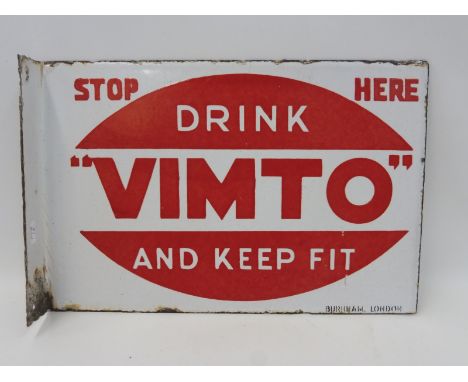 STOP HERE
DRINK
"VIMTO"
AND KEEP FIT
BURNHAM, LONDON